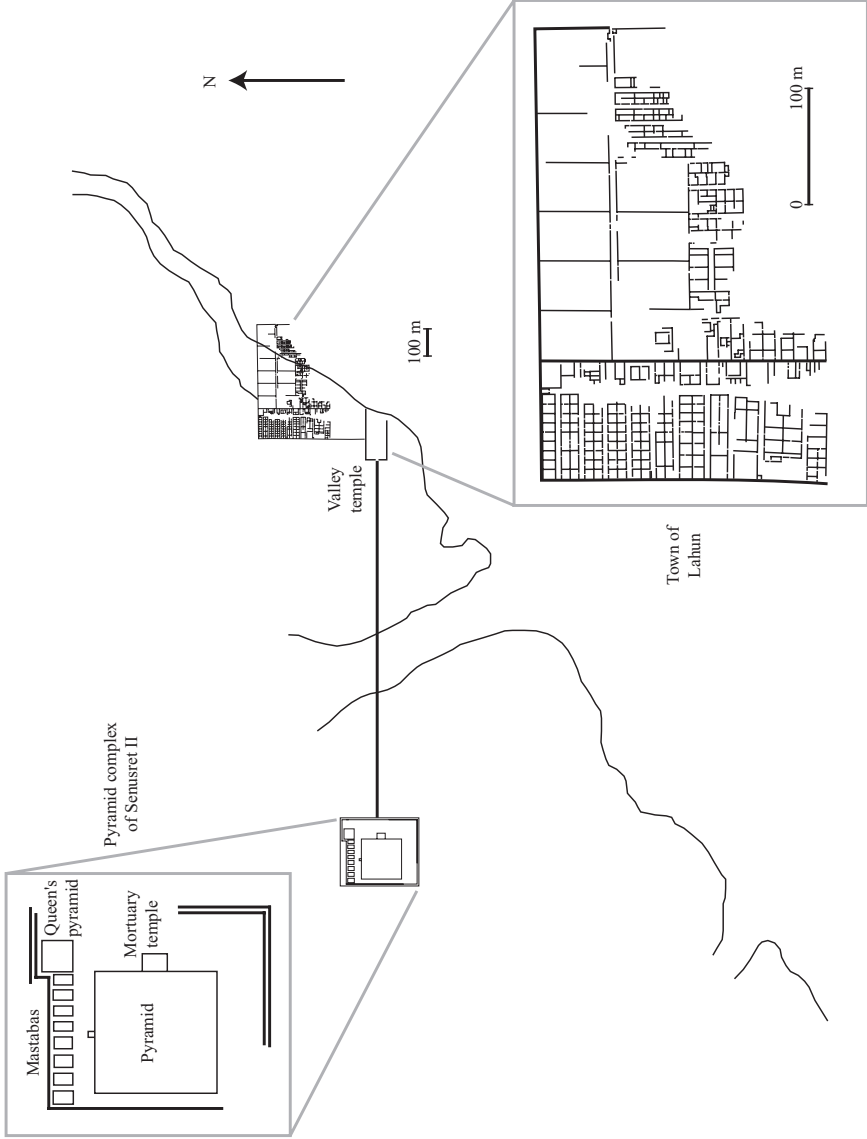 Pyramid complex
of Senusret II
Queen's
pyramid
Mastabas
Mortuary
temple
Pyramid
N
Valley
temple
100 m
Town of
Lahun
0
100 m